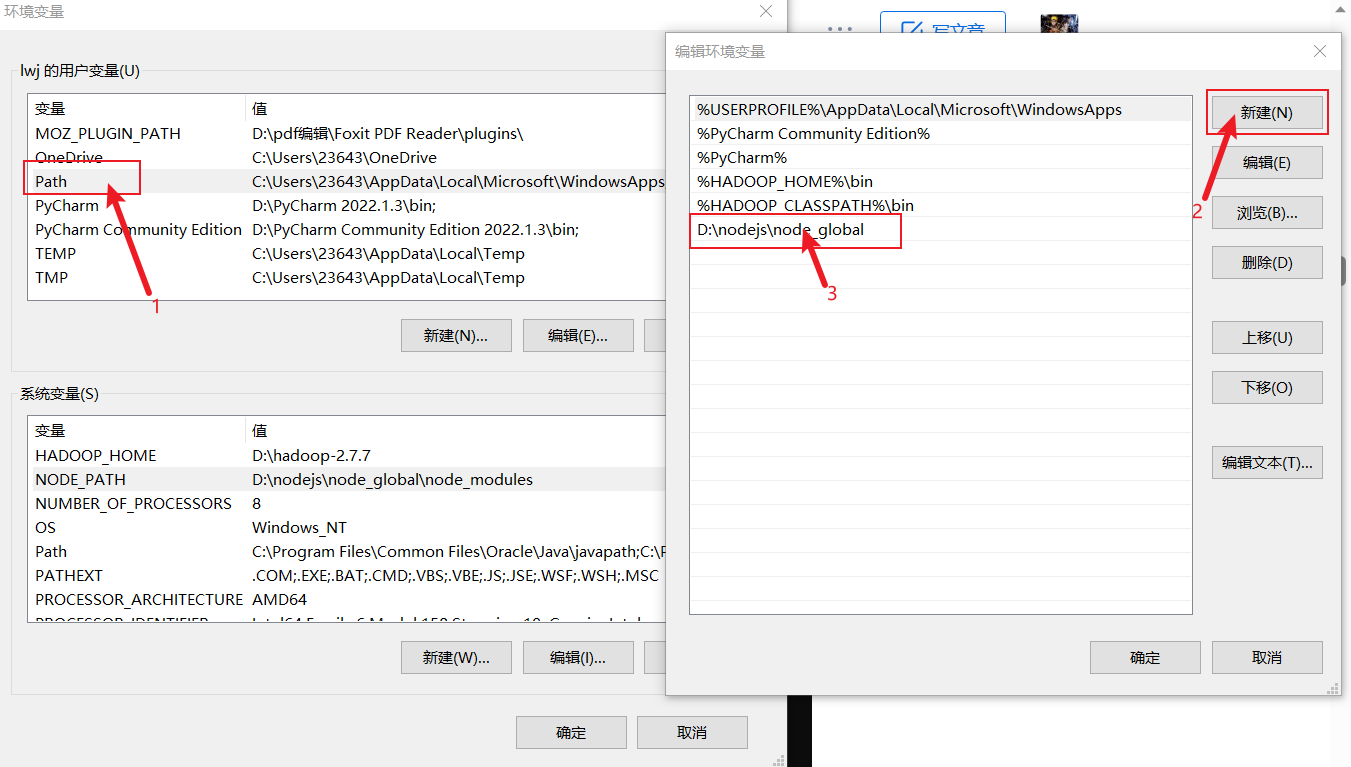 环境变量
lwj 的用户变量(U)
变量 值
MOZ_PLUGIN_PATH D:\pdf编辑\Foxit PDF Reader\plugins\
OneDrive C:\Users\23643\OneDrive
Path C:\Users\23643\AppData\Local\Microsoft\WindowsApps
PyCharm D:\PyCharm 2022.1.3\bin;
PyCharm Community Edition D:\PyCharm Community Edition 2022.1.3\bin;
TEMP C:\Users\23643\AppData\Local\Temp
TMP C:\Users\23643\AppData\Local\Temp
1
新建(N)... 编辑(E)...
系统变量(S)
变量 值
HADOOP_HOME D:\hadoop-2.7.7
NODE_PATH D:\nodejs\node_global\node_modules
NUMBER_OF_PROCESSORS 8
OS Windows_NT
Path C:\Program Files\Common Files\Oracle\Java\javapath;C:\P
PATHEXT .COM;.EXE;.BAT;.CMD;.VBS;.VBE;.JS;.JSE;.WSF;.WSH;.MSC
PROCESSOR_ARCHITECTURE AMD64
新建(W)... 编辑(I)...
确定 取消
写文章
编辑环境变量
%USERPROFILE%\AppData\Local\Microsoft\WindowsApps
%PyCharm Community Edition%
%PyCharm%
%HADOOP_HOME%\bin
%HADOOP_CLASSPATH%\bin
D:\nodejs\node_global
3
新建(N)
2
编辑(E)
浏览(B)...
删除(D)
上移(U)
下移(O)
编辑文本(T)...
确定 取消